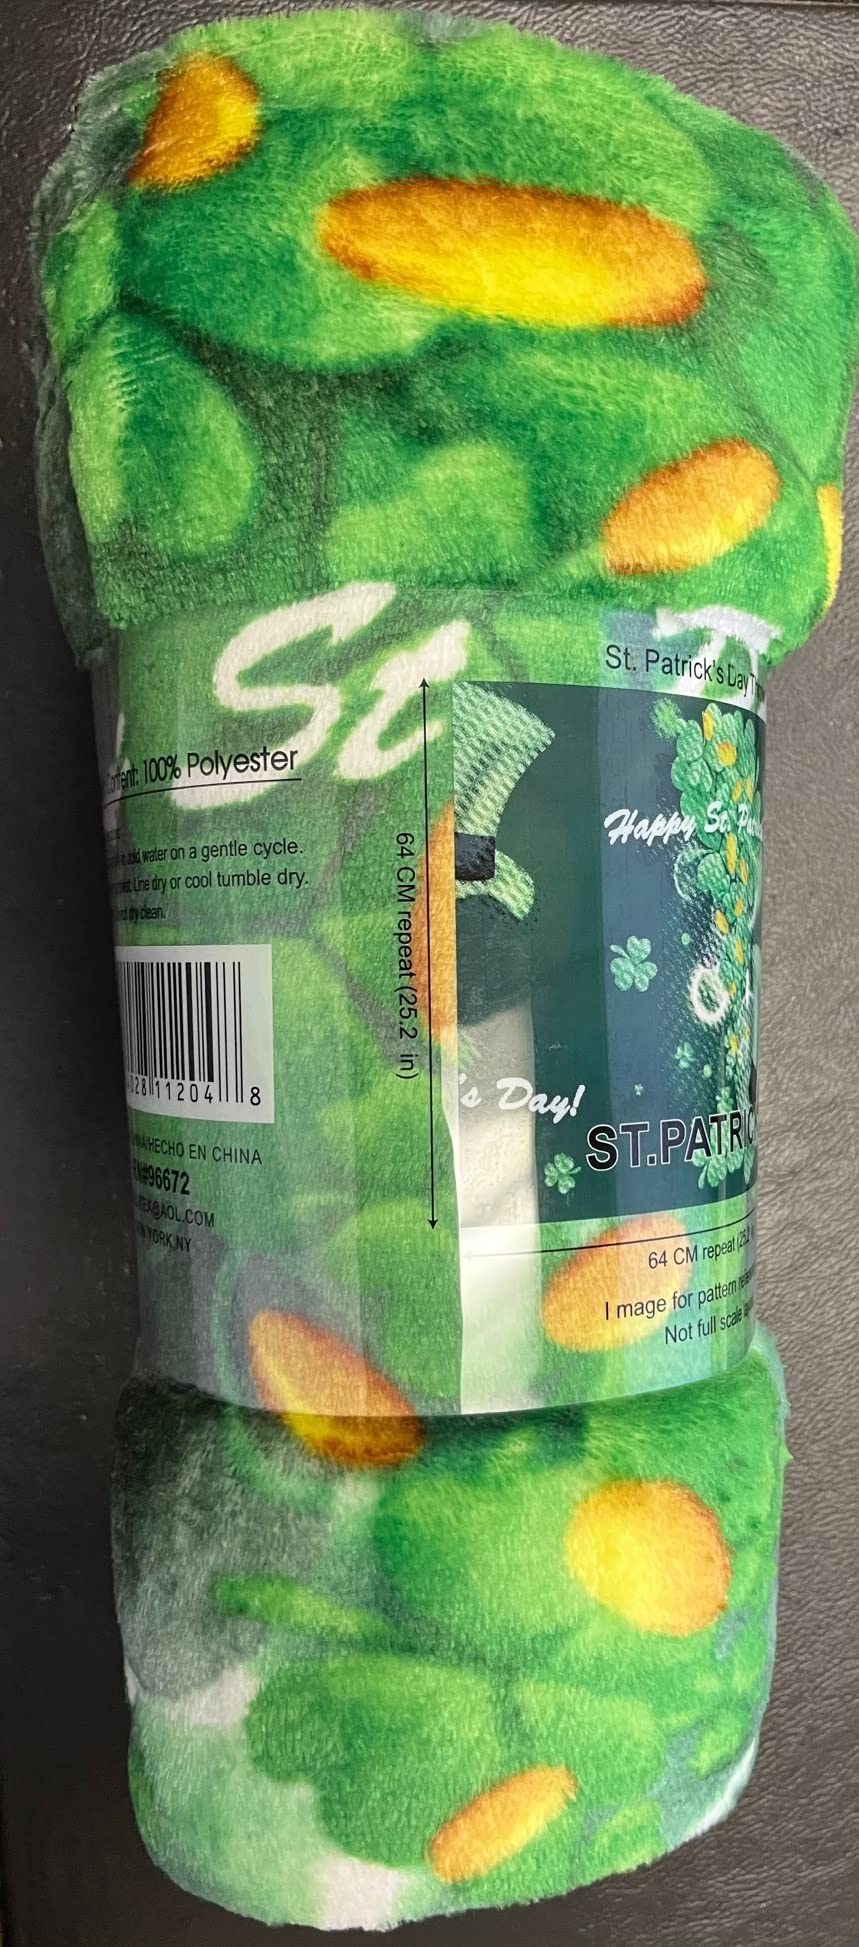 St
Content: 100% Polyester
cold water on a gentle cycle.
Line dry or cool tumble dry.
dry clean.
28 11204 8
HECHO EN CHINA
#96672
@AOL.COM
YORK,NY
64 CM repeat (25.2 in)
St. Patrick's Day
Happy St.
's Day!
ST.PATRIC
64 CM repeat
I mage for pattern
Not full scale